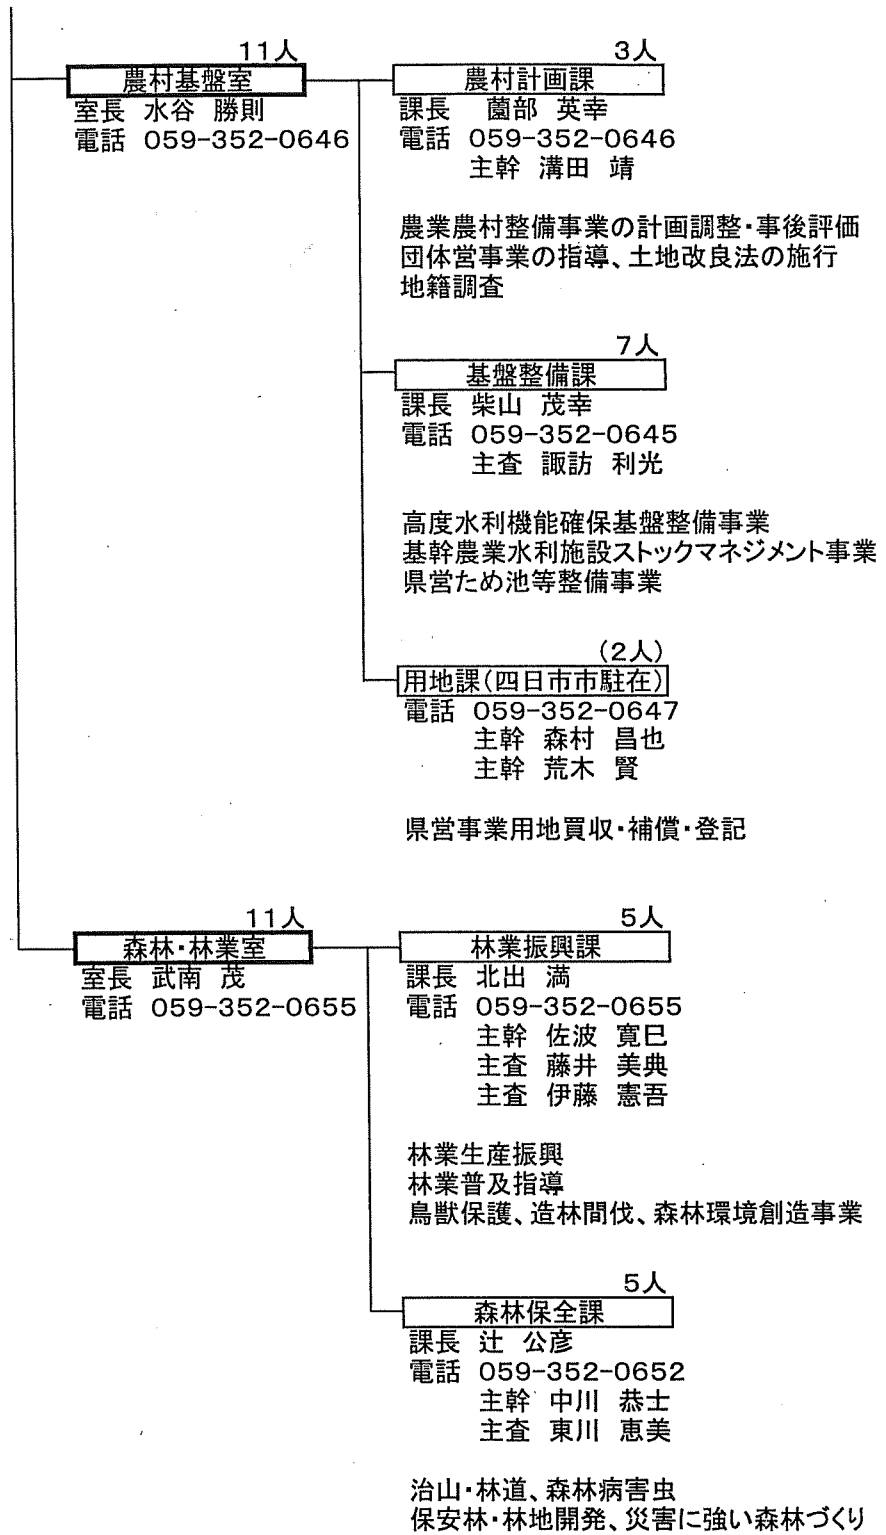 11人
農村基盤室
室長 水谷 勝則
電話 059-352-0646
3人
農村計画課
課長 薗部 英幸
電話 059-352-0646
主幹 溝田 靖
農業農村整備事業の計画調整・事後評価
団体営事業の指導、土地改良法の施行
地籍調査
7人
基盤整備課
課長 柴山 茂幸
電話 059-352-0645
主査 諏訪 利光
高度水利機能確保基盤整備事業
基幹農業水利施設ストックマネジメント事業
県営ため池等整備事業
(2人)
用地課(四日市市駐在)
電話 059-352-0647
主幹 森村 昌也
主幹 荒木 賢
県営事業用地買収・補償・登記
11人
森林・林業室
室長 武南 茂
電話 059-352-0655
5人
林業振興課
課長 北出 満
電話 059-352-0655
主幹 佐波 寛巳
主査 藤井 美典
主査 伊藤 憲吾
林業生産振興
林業普及指導
鳥獣保護、造林間伐、森林環境創造事業
5人
森林保全課
課長 辻 公彦
電話 059-352-0652
主幹 中川 恭士
主査 東川 恵美
治山・林道、森林病害虫
保安林・林地開発、災害に強い森林づくり